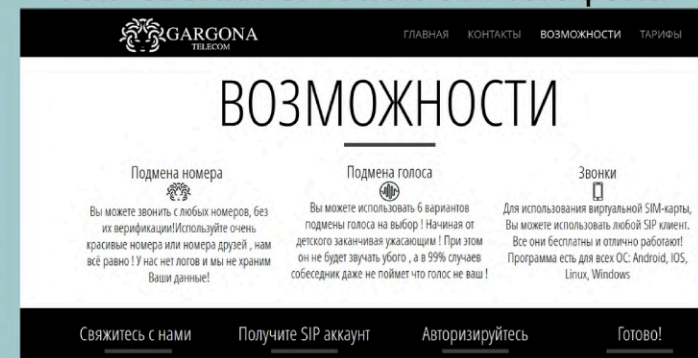 GARGONA
TELECOM
ГЛАВНАЯ КОНТАКТЫ ВОЗМОЖНОСТИ ТАРИФЫ
ВОЗМОЖНОСТИ
Подмена номера
Вы можете звонить с любых номеров, без
их верификации!Используйте очень
красивые номера или номера друзей , нам
всё равно ! У нас нет логов и мы не храним
Ваши данные!
Подмена голоса
Вы можете использовать 6 вариантов
подмены голоса на выбор ! Начиная от
детского заканчивая ужасающим ! При этом
он не будет звучать убого , а в 99% случаев
собеседник даже не поймет что голос не ваш !
Звонки
Для использования виртуальной SIM-карты,
Вы можете использовать любой SIP клиент.
Все они бесплатны и отлично работают!
Программа есть для всех ОС: Android, IOS,
Linux, Windows
Свяжитесь с нами Получите SIP аккаунт Авторизируйтесь Готово!